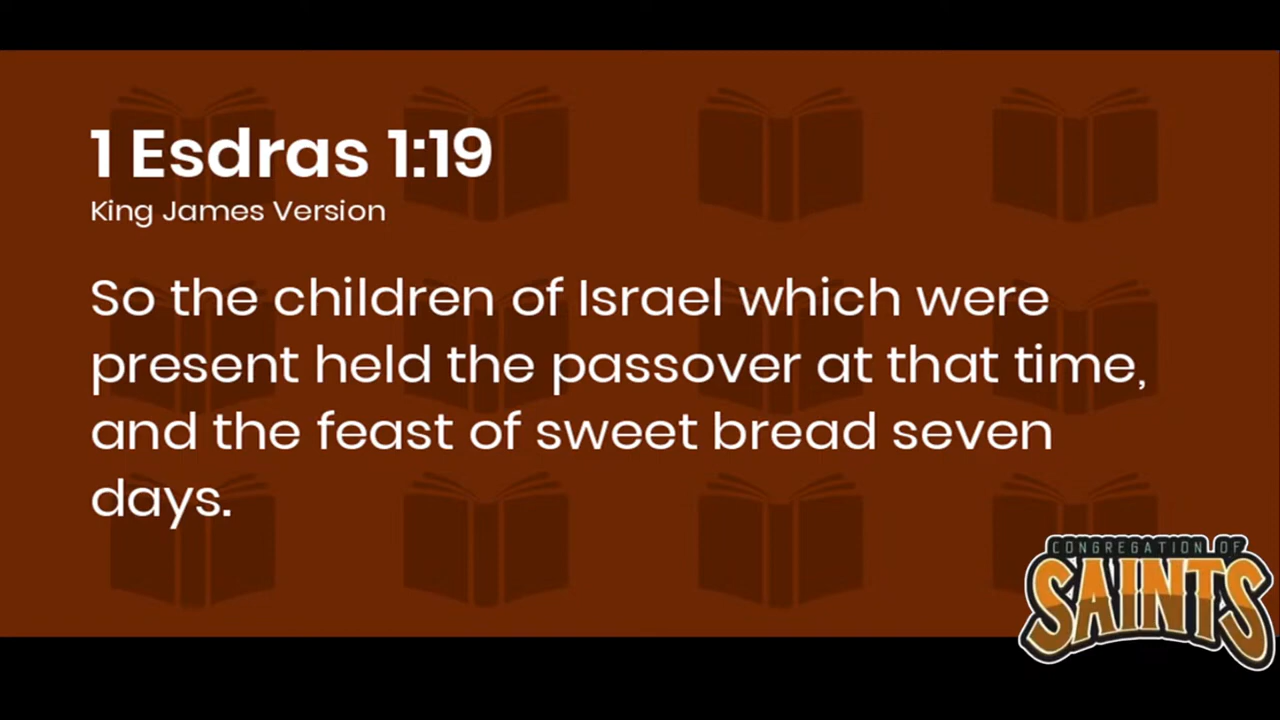 1 Esdras 1:19
King James Version
So the children of Israel which were
present held the passover at that time,
and the feast of sweet bread seven
days.
CONGREGATION OF
SAINTS